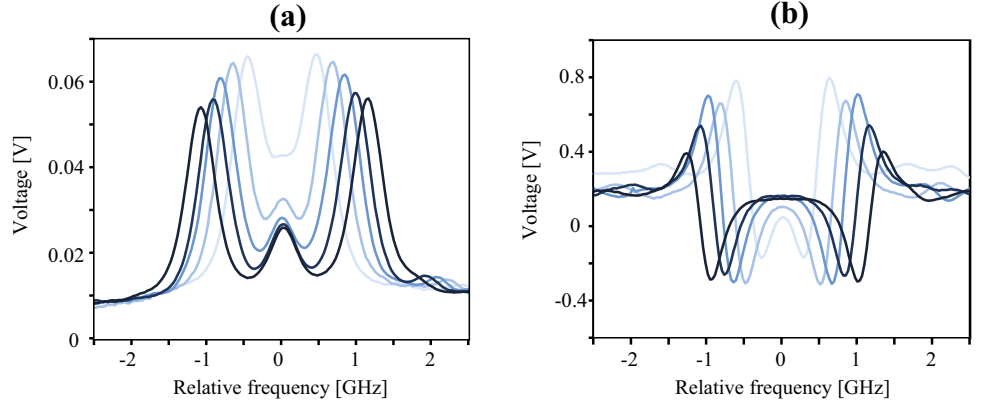 (a)
Voltage [V]
0.06
0.04
0.02
0
-2 -1 0 1 2
Relative frequency [GHz]
(b)
Voltage [V]
0.8
0.4
0
-0.4
-2 -1 0 1 2
Relative frequency [GHz]